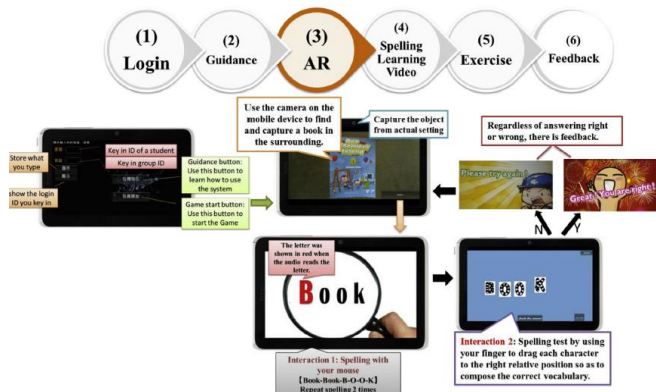 (1)
Login
(2)
Guidance
(3)
AR
(4)
Spelling
Learning
Video
(5)
Exercise
(6)
Feedback
Use the camera on the
mobile device to find
and capture a book in
the surrounding.
Capture the object
from actual setting
Regardless of answering right
or wrong, there is feedback.
Store what
you type
show the login
ID you key in
Key in ID of a student
Key in group ID
Guidance button:
Use this button to
learn how to use
the system
Game start button:
Use this button to
start the Game
Please try again!
Great! You are right!
N
Y
The letter was
shown in red when
the audio reads the
letter.
Book
Interaction 1: Spelling with
your mouse
【Book-Book-B-O-O-K】
Repeat spelling 2 times
B O O K
Interaction 2: Spelling test by using
your finger to drag each character
to the right relative position so as to
compose the correct vocabulary.